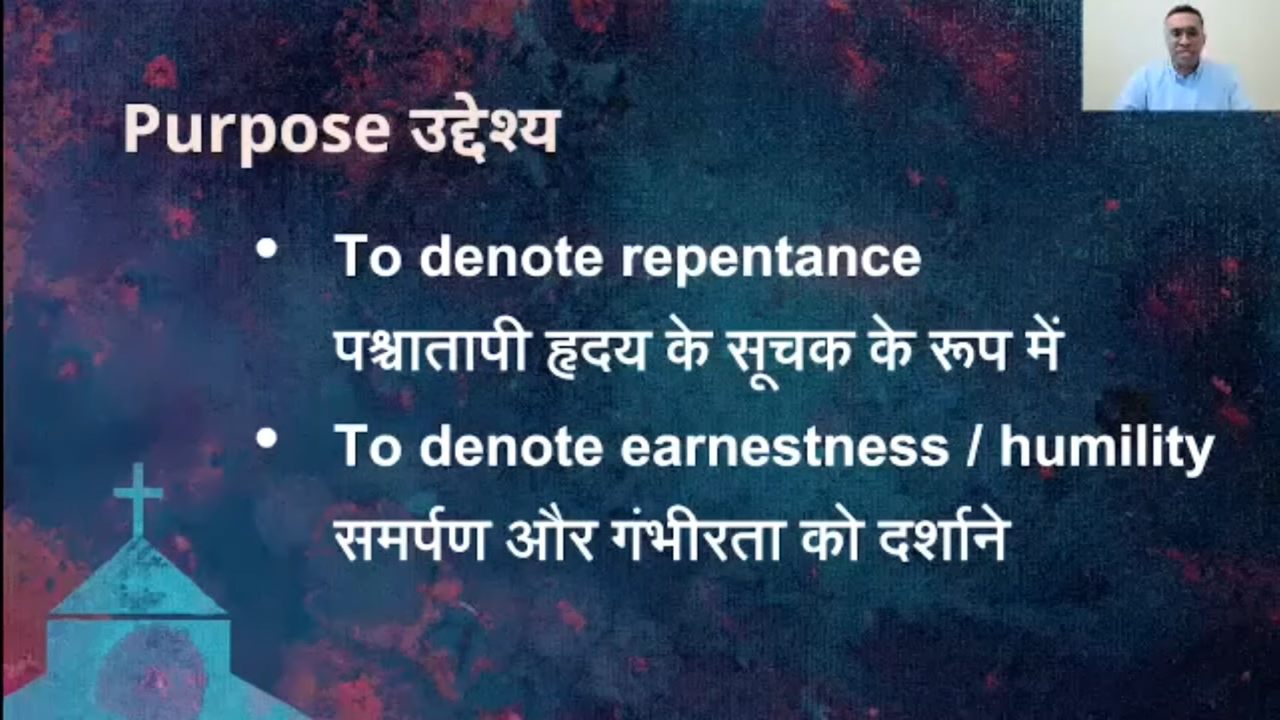 Purpose उद्देश्य
• To denote repentance
पश्चातापी हृदय के सूचक के रूप में
• To denote earnestness / humility
समर्पण और गंभीरता को दर्शाने